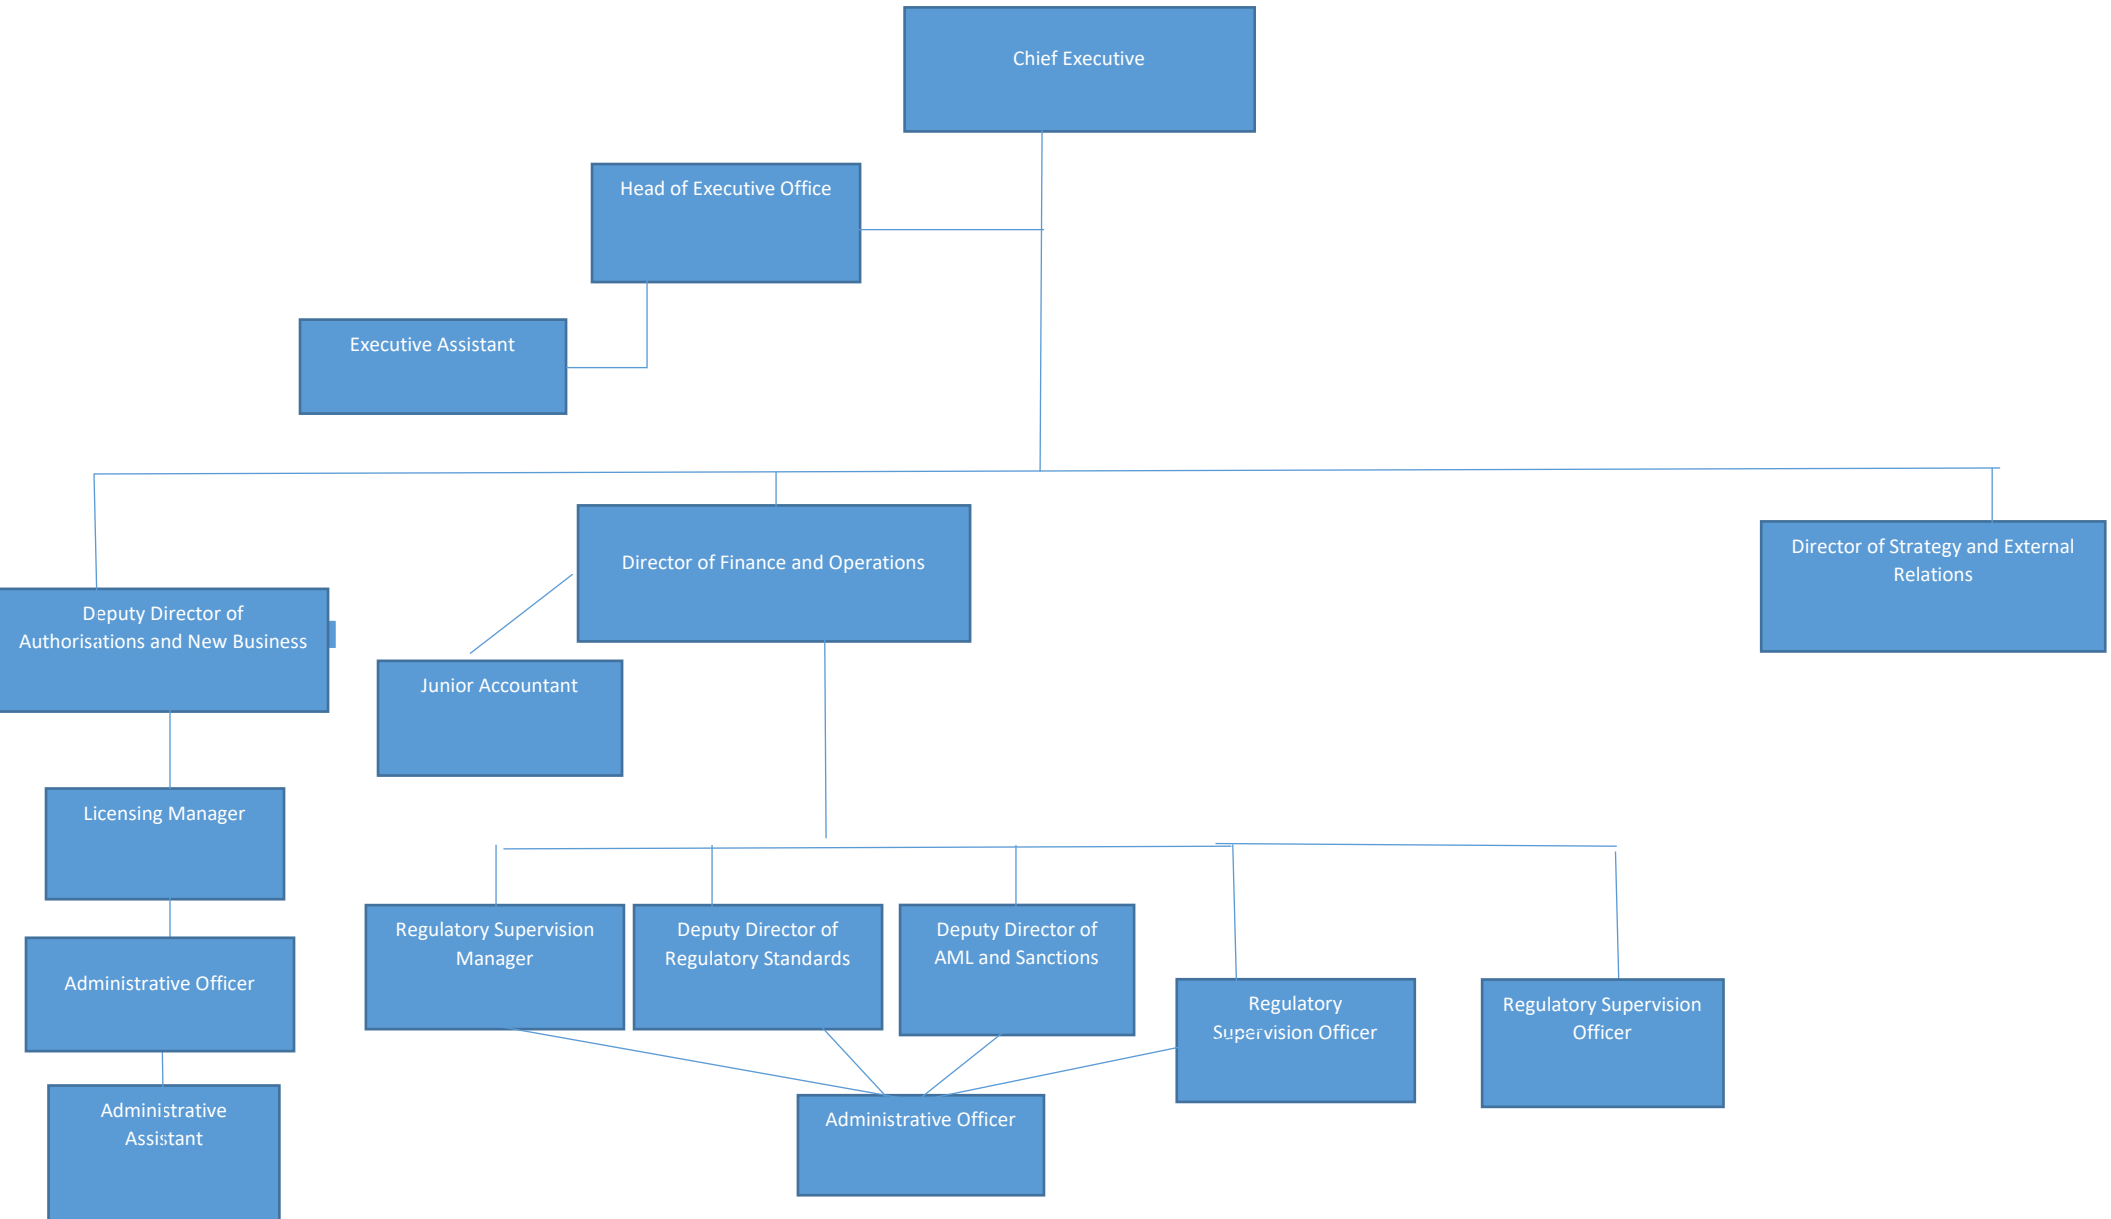 Chief Executive
Head of Executive Office
Executive Assistant
Director of Finance and Operations
Director of Strategy and External
Relations
Deputy Director of
Authorisations and New Business
Junior Accountant
Licensing Manager
Regulatory Supervision
Manager
Deputy Director of
Regulatory Standards
Deputy Director of
AML and Sanctions
Administrative Officer
Regulatory
Supervision Officer
Regulatory Supervision
Officer
Administrative
Assistant
Administrative Officer